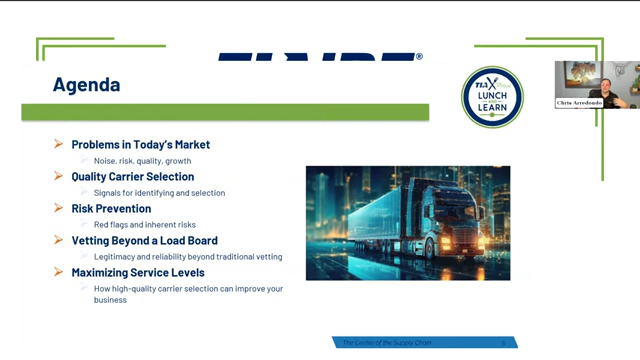 Agenda
TIA
LUNCH
AND
LEARN
Chris Arredondo
Problems in Today's Market
Noise, risk, quality, growth
Quality Carrier Selection
Signals for identifying and selection
Risk Prevention
Red flags and inherent risks
Vetting Beyond a Load Board
Legitimacy and reliability beyond traditional vetting
Maximizing Service Levels
How high-quality carrier selection can improve your
business
The Center of the Supply Chain